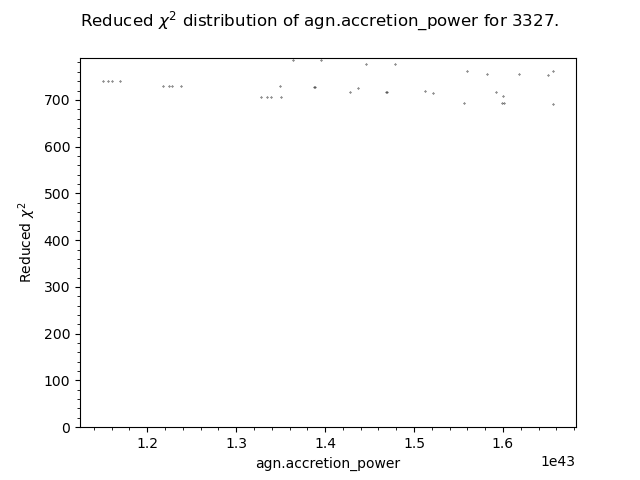 Reduced χ² distribution of agn.accretion_power for 3327.
700
600
500
400
300
200
100
0
Reduced χ²
1.2 1.3 1.4 1.5 1.6
1e43
agn.accretion_power